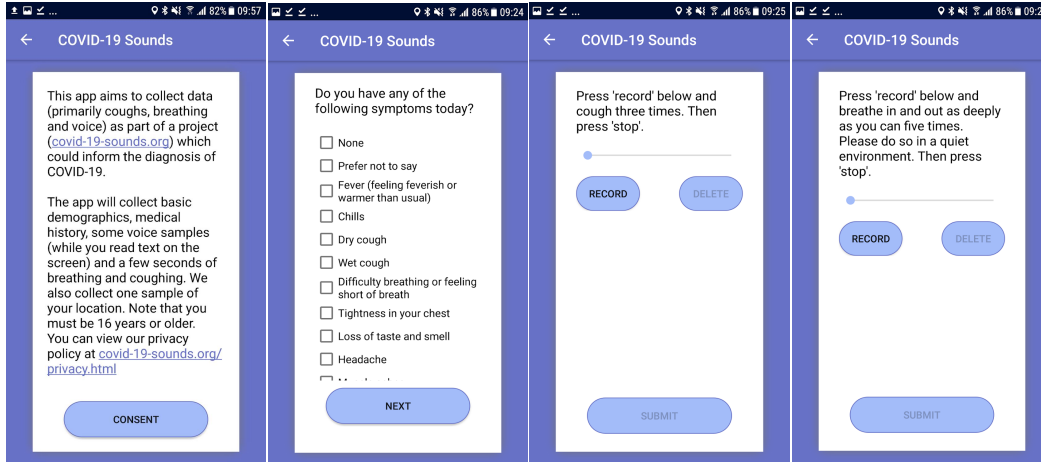 82% 09:57
COVID-19 Sounds
This app aims to collect data
(primarily coughs, breathing
and voice) as part of a project
(covid-19-sounds.org) which
could inform the diagnosis of
COVID-19.
The app will collect basic
demographics, medical
history, some voice samples
(while you read text on the
screen) and a few seconds of
breathing and coughing. We
also collect one sample of
your location. Note that you
must be 16 years or older.
You can view our privacy
policy at covid-19-sounds.org/
privacy.html
CONSENT
... 86% 09:24
COVID-19 Sounds
Do you have any of the
following symptoms today?
None
Prefer not to say
Fever (feeling feverish or
warmer than usual)
Chills
Dry cough
Wet cough
Difficulty breathing or feeling
short of breath
Tightness in your chest
Loss of taste and smell
Headache
NEXT
... 86% 09:25
COVID-19 Sounds
Press 'record' below and
cough three times. Then
press 'stop'.
RECORD DELETE
SUBMIT
... 86% 09:2
COVID-19 Sounds
Press 'record' below and
breathe in and out as deeply
as you can five times.
Please do so in a quiet
environment. Then press
'stop'.
RECORD DELETE
SUBMIT